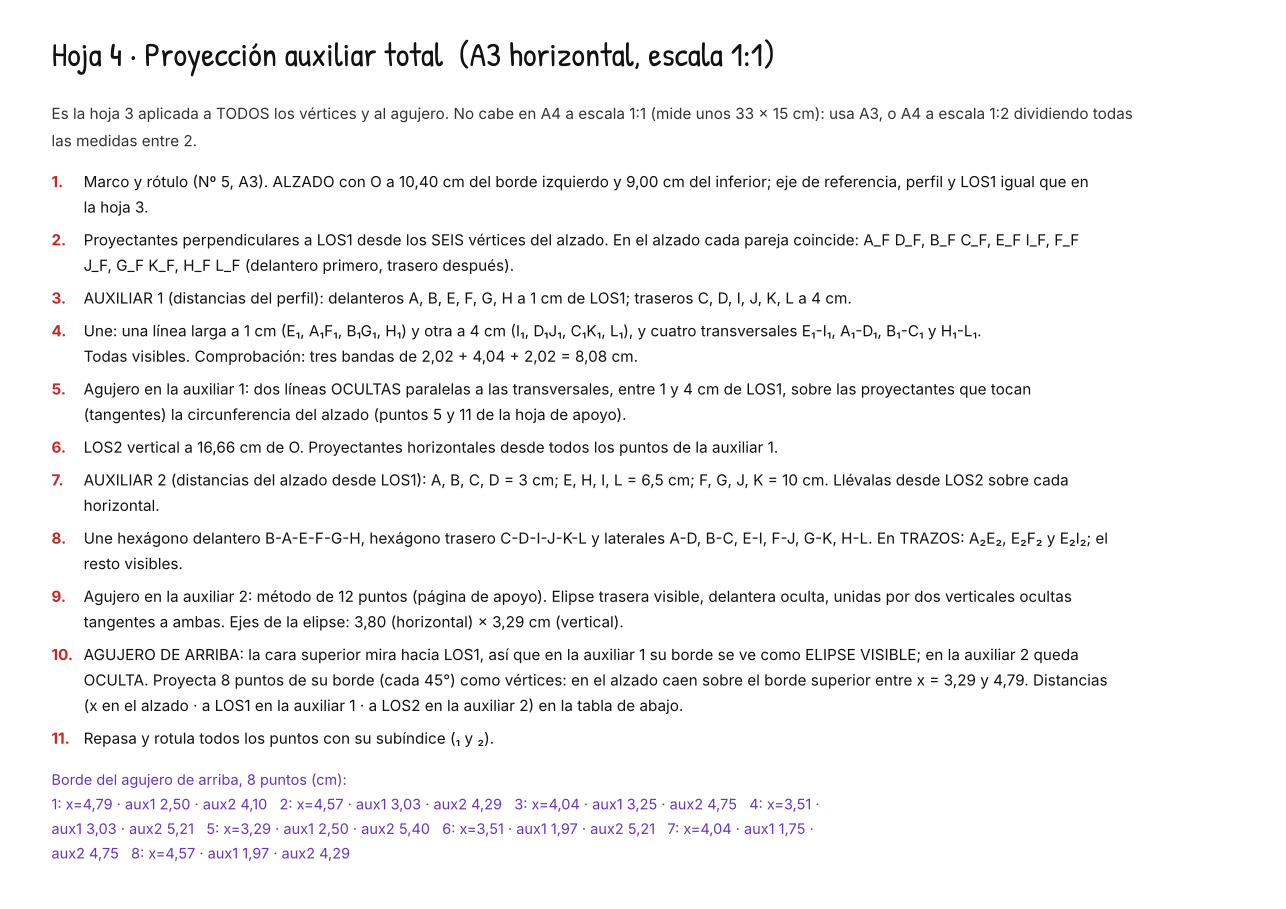 Hoja 4 · Proyección auxiliar total (A3 horizontal, escala 1:1)
Es la hoja 3 aplicada a TODOS los vértices y al agujero. No cabe en A4 a escala 1:1 (mide unos 33 × 15 cm): usa A3, o A4 a escala 1:2 dividiendo todas
las medidas entre 2.
1. Marco y rótulo (Nº 5, A3). ALZADO con O a 10,40 cm del borde izquierdo y 9,00 cm del inferior; eje de referencia, perfil y LOS1 igual que en
la hoja 3.
2. Proyectantes perpendiculares a LOS1 desde los SEIS vértices del alzado. En el alzado cada pareja coincide: A_F D_F, B_F C_F, E_F I_F, F_F
J_F, G_F K_F, H_F L_F (delantero primero, trasero después).
3. AUXILIAR 1 (distancias del perfil): delanteros A, B, E, F, G, H a 1 cm de LOS1; traseros C, D, I, J, K, L a 4 cm.
4. Une: una línea larga a 1 cm (E₁, A₁F₁, B₁G₁, H₁) y otra a 4 cm (I₁, D₁J₁, C₁K₁, L₁), y cuatro transversales E₁-I₁, A₁-D₁, B₁-C₁ y H₁-L₁.
Todas visibles. Comprobación: tres bandas de 2,02 + 4,04 + 2,02 = 8,08 cm.
5. Agujero en la auxiliar 1: dos líneas OCULTAS paralelas a las transversales, entre 1 y 4 cm de LOS1, sobre las proyectantes que tocan
(tangentes) la circunferencia del alzado (puntos 5 y 11 de la hoja de apoyo).
6. LOS2 vertical a 16,66 cm de O. Proyectantes horizontales desde todos los puntos de la auxiliar 1.
7. AUXILIAR 2 (distancias del alzado desde LOS1): A, B, C, D = 3 cm; E, H, I, L = 6,5 cm; F, G, J, K = 10 cm. Llévalas desde LOS2 sobre cada
horizontal.
8. Une hexágono delantero B-A-E-F-G-H, hexágono trasero C-D-I-J-K-L y laterales A-D, B-C, E-I, F-J, G-K, H-L. En TRAZOS: A₂E₂, E₂F₂ y E₂I₂; el
resto visibles.
9. Agujero en la auxiliar 2: método de 12 puntos (página de apoyo). Elipse trasera visible, delantera oculta, unidas por dos verticales ocultas
tangentes a ambas. Ejes de la elipse: 3,80 (horizontal) × 3,29 cm (vertical).
10. AGUJERO DE ARRIBA: la cara superior mira hacia LOS1, así que en la auxiliar 1 su borde se ve como ELIPSE VISIBLE; en la auxiliar 2 queda
OCULTA. Proyecta 8 puntos de su borde (cada 45°) como vértices: en el alzado caen sobre el borde superior entre x = 3,29 y 4,79. Distancias
(x en el alzado · a LOS1 en la auxiliar 1 · a LOS2 en la auxiliar 2) en la tabla de abajo.
11. Repasa y rotula todos los puntos con su subíndice (₁ y ₂).
Borde del agujero de arriba, 8 puntos (cm):
1: x=4,79 · aux1 2,50 · aux2 4,10 2: x=4,57 · aux1 3,03 · aux2 4,29 3: x=4,04 · aux1 3,25 · aux2 4,75 4: x=3,51 ·
aux1 3,03 · aux2 5,21 5: x=3,29 · aux1 2,50 · aux2 5,40 6: x=3,51 · aux1 1,97 · aux2 5,21 7: x=4,04 · aux1 1,75 ·
aux2 4,75 8: x=4,57 · aux1 1,97 · aux2 4,29